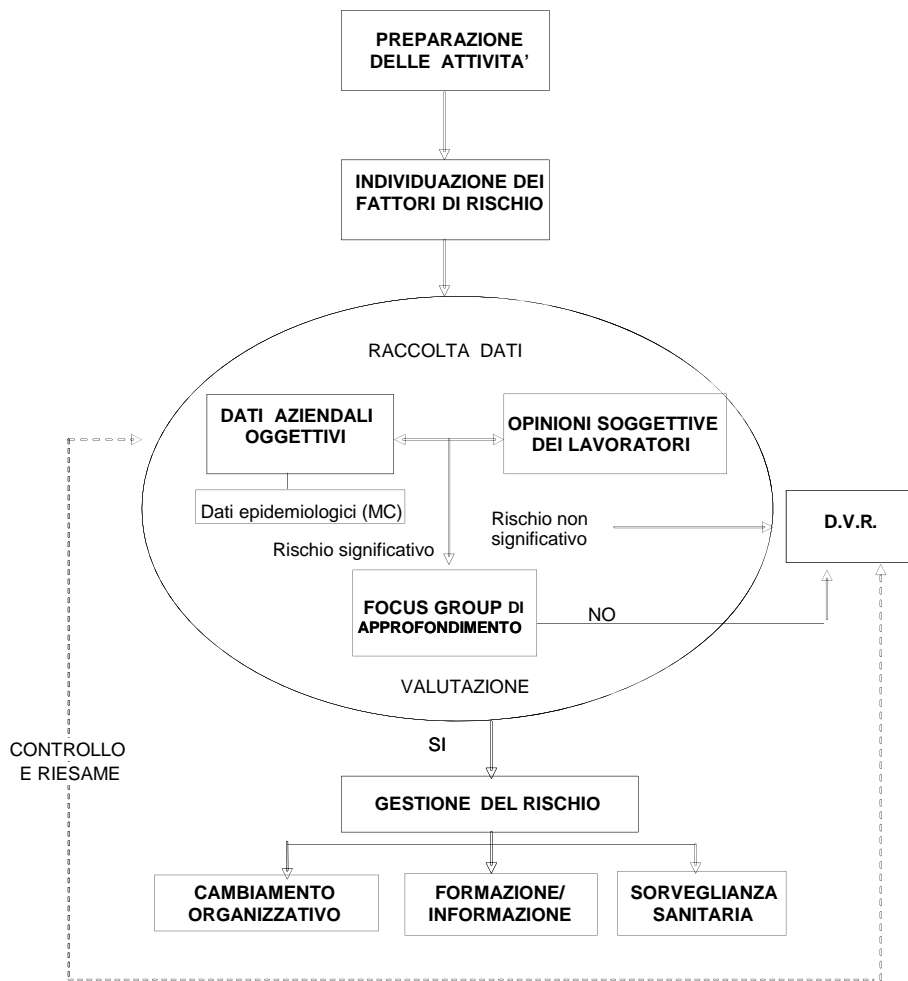 PREPARAZIONE
DELLE ATTIVITA’
INDIVIDUAZIONE DEI
FATTORI DI RISCHIO
RACCOLTA DATI
DATI AZIENDALI
OGGETTIVI
OPINIONI SOGGETTIVE
DEI LAVORATORI
Dati epidemiologici (MC)
Rischio significativo
Rischio non
significativo
D.V.R.
FOCUS GROUP DI
APPROFONDIMENTO
NO
VALUTAZIONE
SI
CONTROLLO
E RIESAME
GESTIONE DEL RISCHIO
CAMBIAMENTO
ORGANIZZATIVO
FORMAZIONE/
INFORMAZIONE
SORVEGLIANZA
SANITARIA